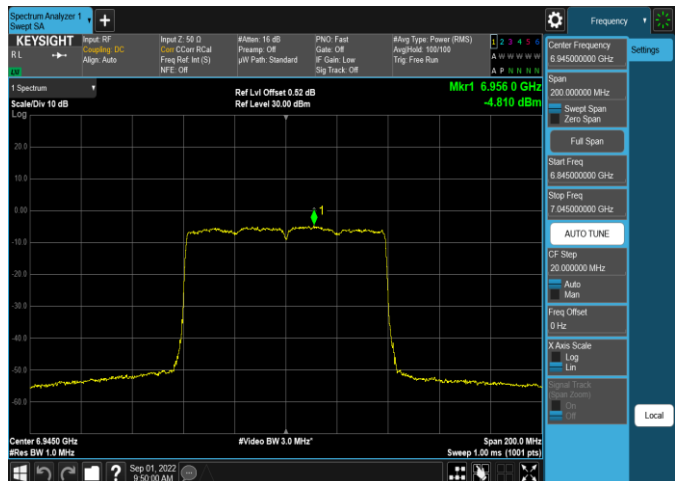 Spectrum Analyzer 1
Swept SA
+
Frequency
KEYSIGHT
RL
Input: RF
Coupling: DC
Align: Auto
Input Z: 50 Ω
Corr CCorr RCal
Freq Ref: Int (S)
NFE: Off
#Atten: 16 dB
Preamp: Off
µW Path: Standard
PNO: Fast
Gate: Off
IF Gain: Low
Sig Track: Off
#Avg Type: Power (RMS)
Avg|Hold: 100/100
Trig: Free Run
1 2 3 4 5 6
A W W W W W
A P N N N N
LW
1 Spectrum
Scale/Div 10 dB
Log
Ref Lvl Offset 0.52 dB
Ref Level 30.00 dBm
Mkr1 6.956 0 GHz
-4.810 dBm
20.0
10.0
0.00
1
-10.0
-20.0
-30.0
-40.0
-50.0
-60.0
Center 6.9450 GHz
#Res BW 1.0 MHz
#Video BW 3.0 MHz*
Span 200.0 MHz
Sweep 1.00 ms (1001 pts)
?
Sep 01, 2022
9:50:00 AM
Center Frequency
6.945000000 GHz
Span
200.000000 MHz
Swept Span
Zero Span
Full Span
Start Freq
6.845000000 GHz
Stop Freq
7.045000000 GHz
AUTO TUNE
CF Step
20.000000 MHz
Auto
Man
Freq Offset
0 Hz
X Axis Scale
Log
Lin
Signal Track
(Span Zoom)
On
Off
Settings
Local